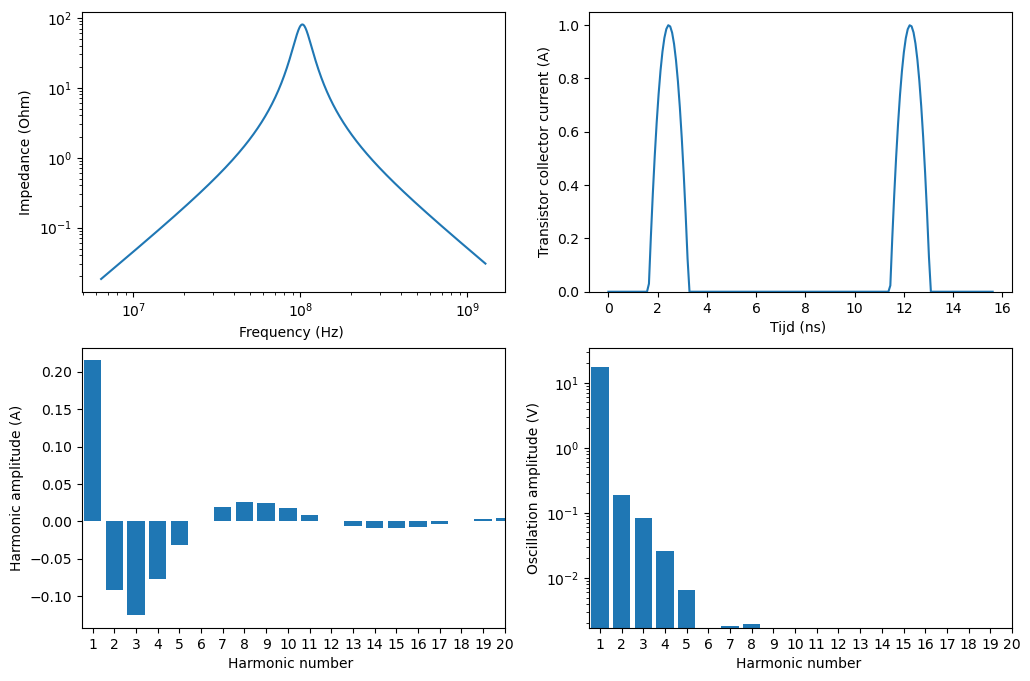 Impedance (Ohm)
10²
10¹
10⁰
10⁻¹
10⁷ 10⁸ 10⁹
Frequency (Hz)
Transistor collector current (A)
1.0
0.8
0.6
0.4
0.2
0.0
0 2 4 6 8 10 12 14 16
Tijd (ns)
Harmonic amplitude (A)
0.20
0.15
0.10
0.05
0.00
−0.05
−0.10
1 2 3 4 5 6 7 8 9 10 11 12 13 14 15 16 17 18 19 20
Harmonic number
Oscillation amplitude (V)
10¹
10⁰
10⁻¹
10⁻²
1 2 3 4 5 6 7 8 9 10 11 12 13 14 15 16 17 18 19 20
Harmonic number